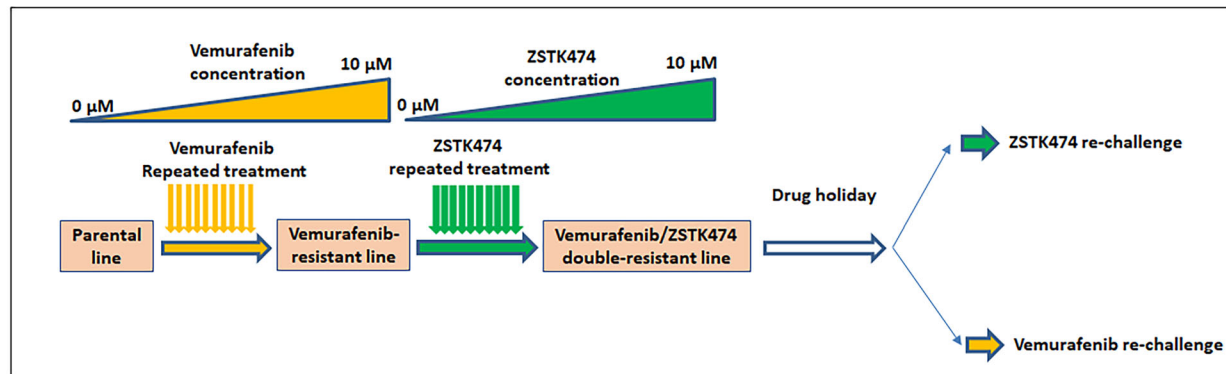 Vemurafenib
concentration
10 µM
0 µM
ZSTK474
concentration
10 µM
0 µM
Vemurafenib
Repeated treatment
ZSTK474
repeated treatment
Parental
line
Vemurafenib-
resistant line
Vemurafenib/ZSTK474
double-resistant line
Drug holiday
ZSTK474 re-challenge
Vemurafenib re-challenge